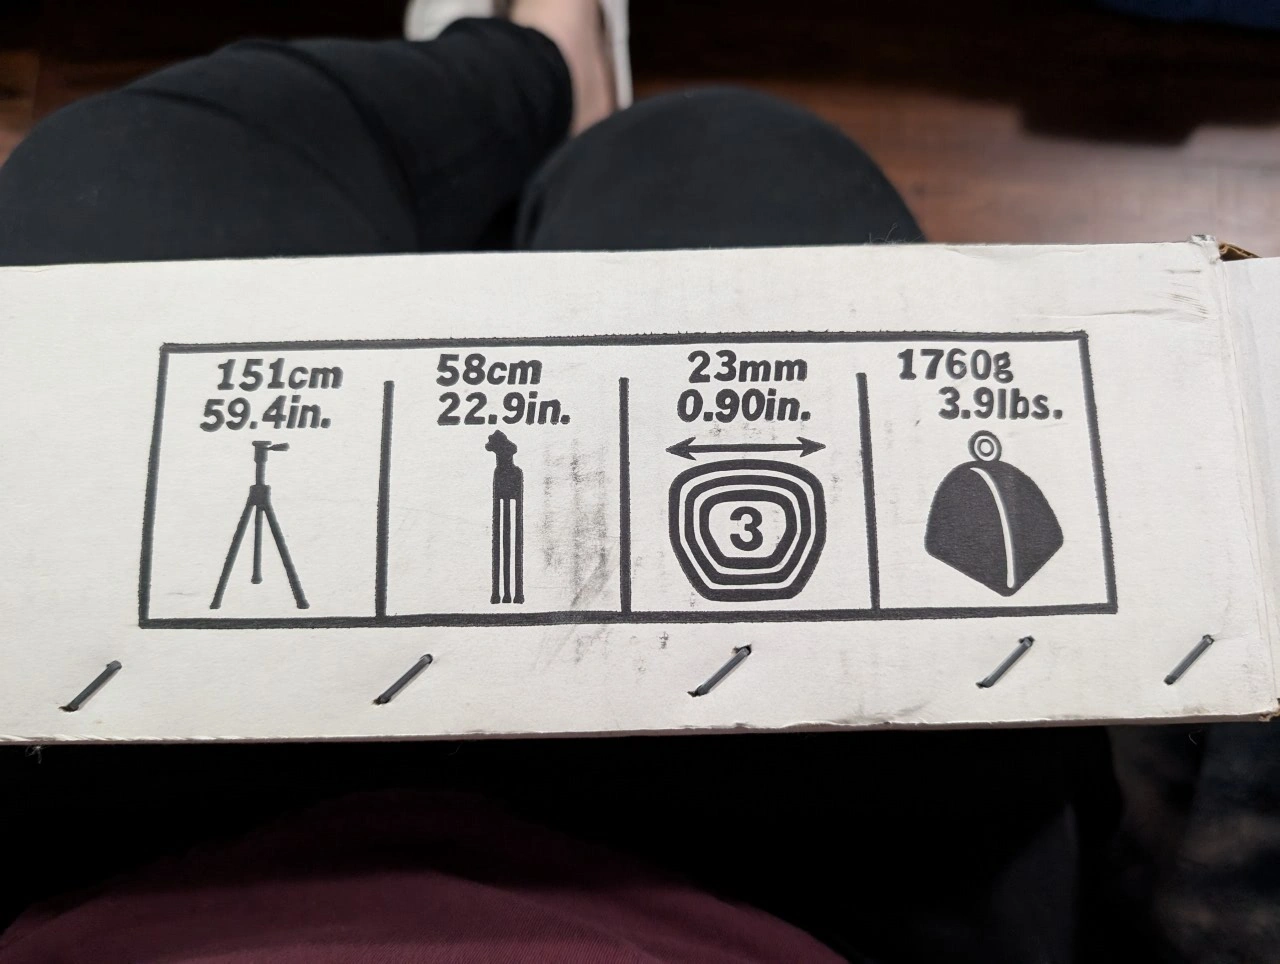 151cm
59.4in.
58cm
22.9in.
23mm
0.90in.
3
1760g
3.9lbs.